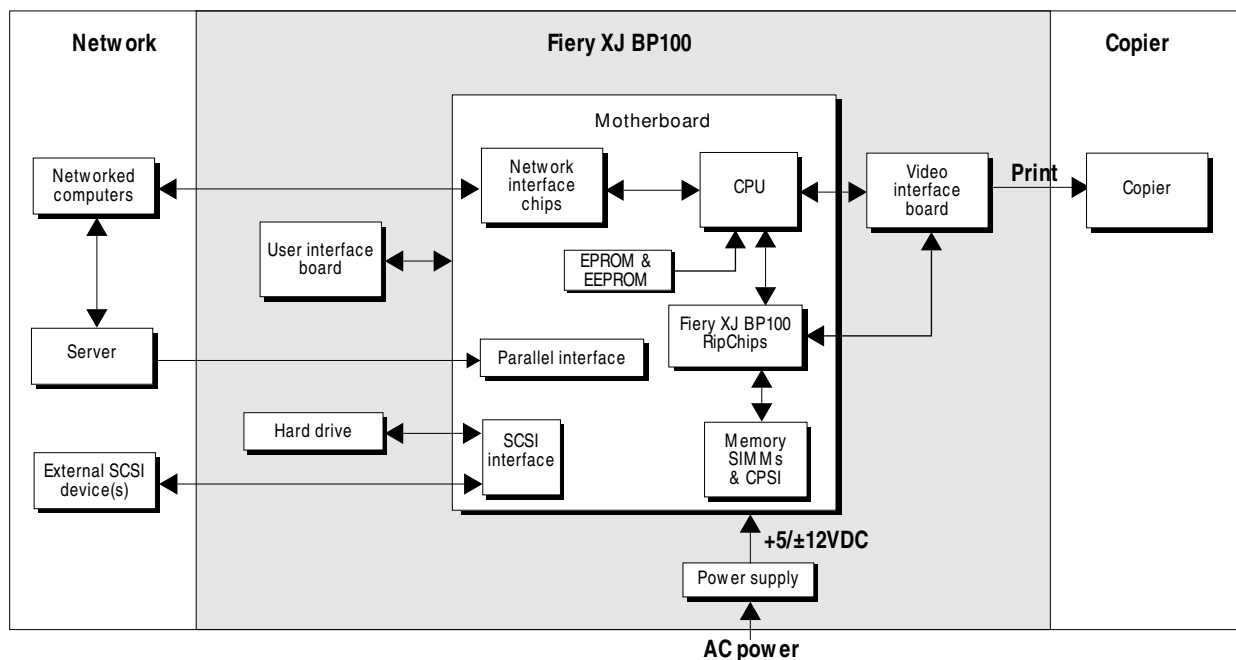 Network
Fiery XJ BP100
Copier
Motherboard
Networked
computers
Network
interface
chips
CPU
Video
interface
board
Print
Copier
User interface
board
EPROM &
EEPROM
Server
Parallel interface
Fiery XJ BP100
RipChips
Hard drive
SCSI
interface
Memory
SIMMs
& CPSI
External SCSI
device(s)
+5/±12VDC
Power supply
AC power